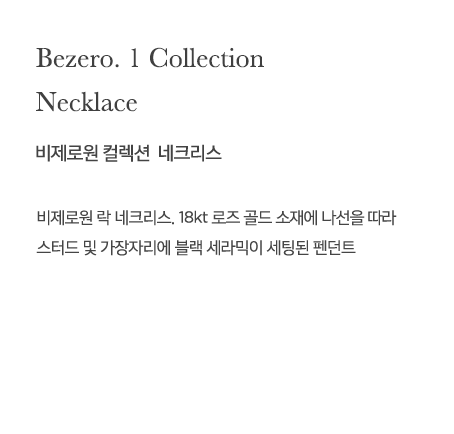 Bezero. 1 Collection
Necklace
비제로원 컬렉션 네크리스
비제로원 락 네크리스. 18kt 로즈 골드 소재에 나선을 따라
스터드 및 가장자리에 블랙 세라믹이 세팅된 펜던트